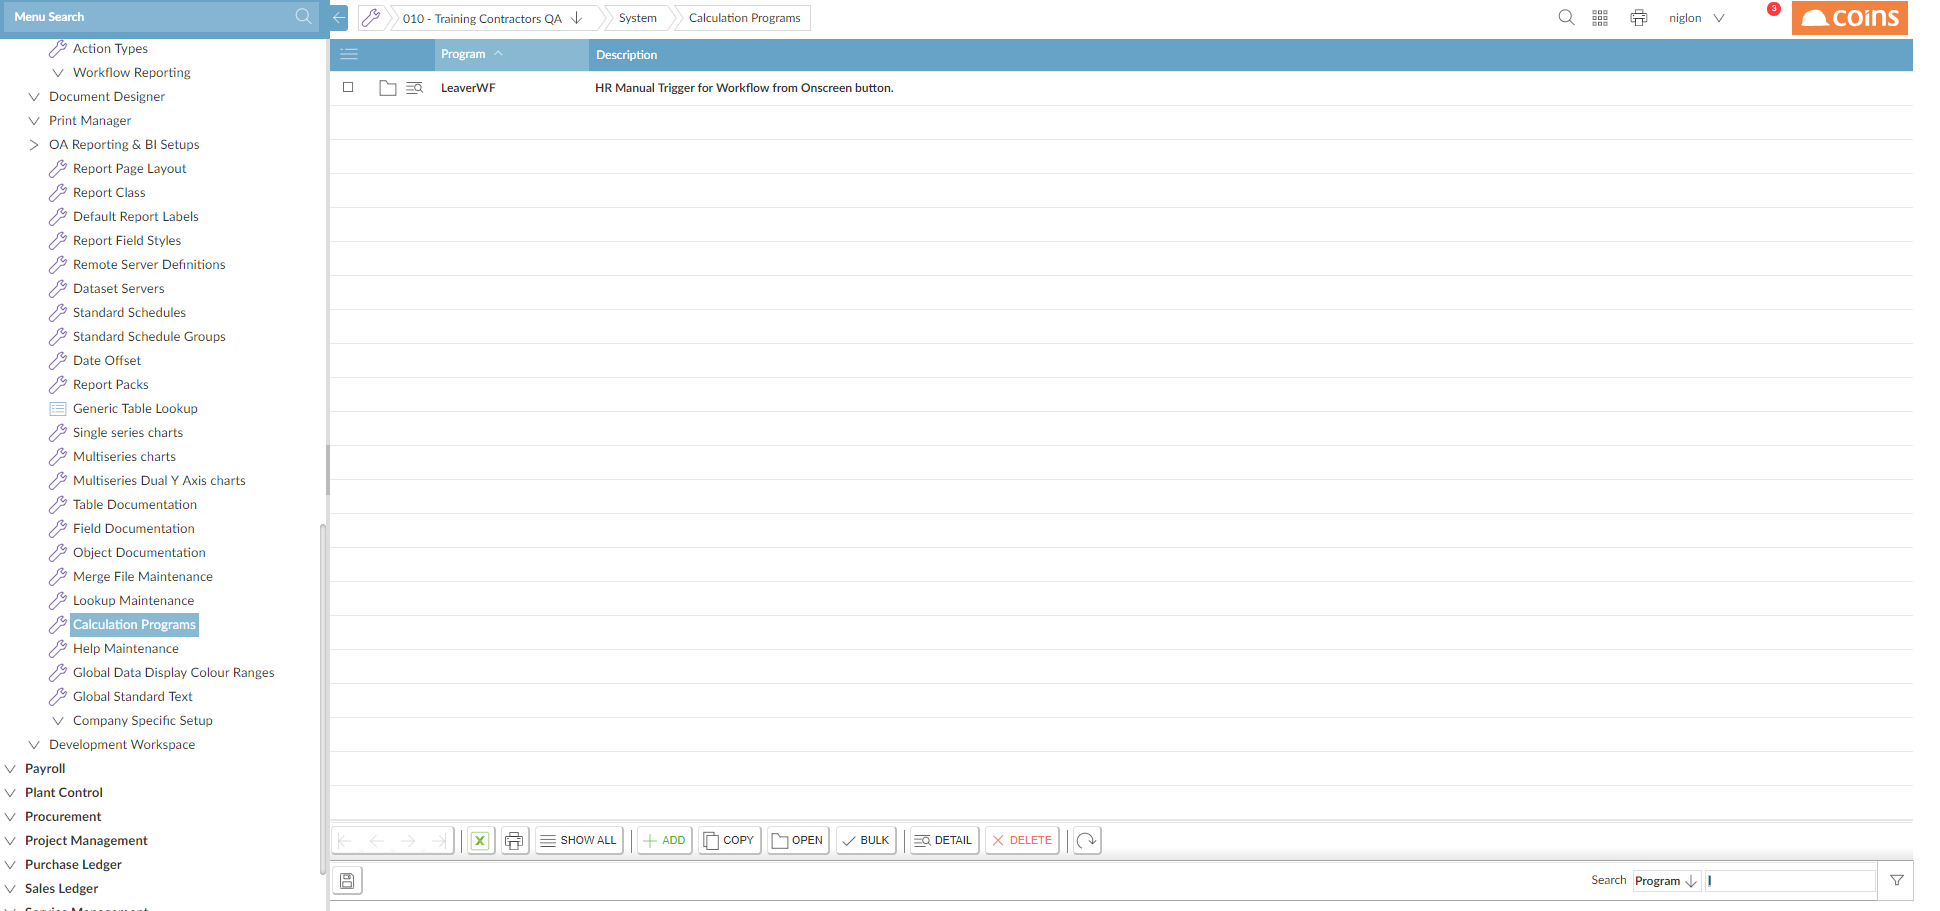 Menu Search
Action Types
Workflow Reporting
Document Designer
Print Manager
OA Reporting & BI Setups
Report Page Layout
Report Class
Default Report Labels
Report Field Styles
Remote Server Definitions
Dataset Servers
Standard Schedules
Standard Schedule Groups
Date Offset
Report Packs
Generic Table Lookup
Single series charts
Multiseries charts
Multiseries Dual Y Axis charts
Table Documentation
Field Documentation
Object Documentation
Merge File Maintenance
Lookup Maintenance
Calculation Programs
Help Maintenance
Global Data Display Colour Ranges
Global Standard Text
Company Specific Setup
Development Workspace
Payroll
Plant Control
Procurement
Project Management
Purchase Ledger
Sales Ledger
010 - Training Contractors QA System Calculation Programs
niglon
3
coins
Program Description
LeaverWF HR Manual Trigger for Workflow from Onscreen button.
SHOW ALL ADD COPY OPEN BULK DETAIL DELETE
Search Program l